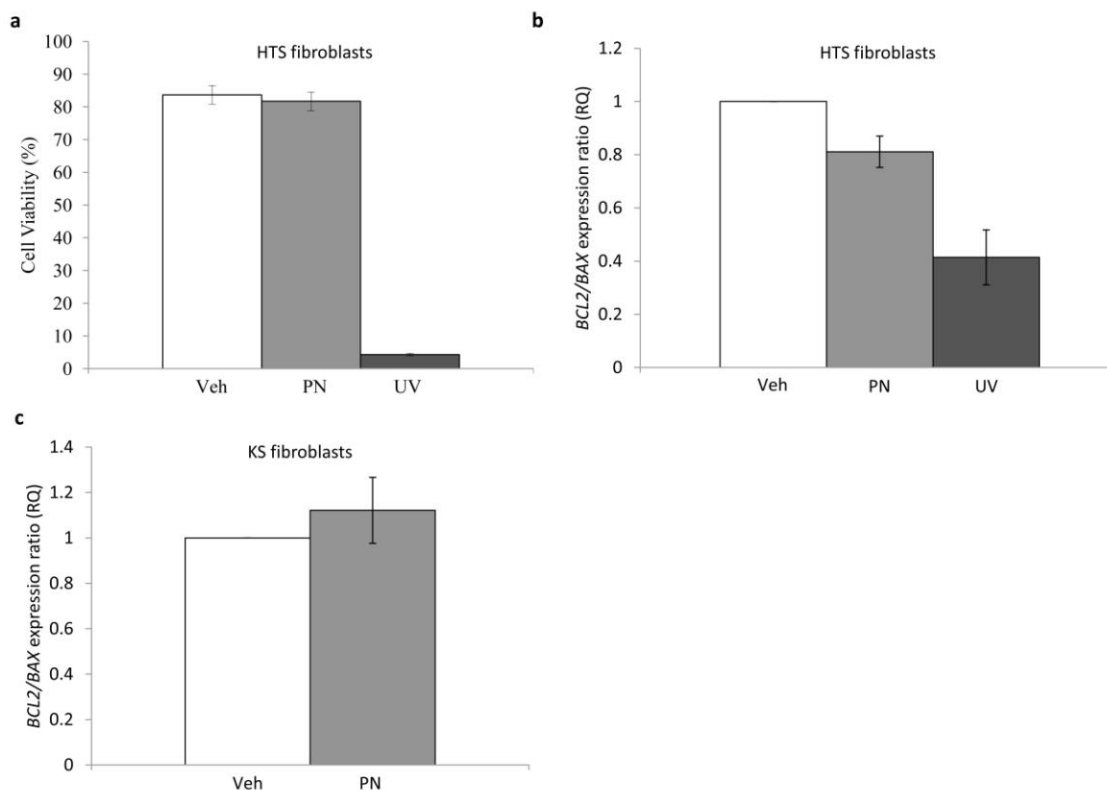 a
HTS fibroblasts
Cell Viability (%)
100
90
80
70
60
50
40
30
20
10
0
Veh PN UV
b
HTS fibroblasts
BCL2/BAX expression ratio (RQ)
1.2
1
0.8
0.6
0.4
0.2
0
Veh PN UV
c
KS fibroblasts
BCL2/BAX expression ratio (RQ)
1.4
1.2
1
0.8
0.6
0.4
0.2
0
Veh PN